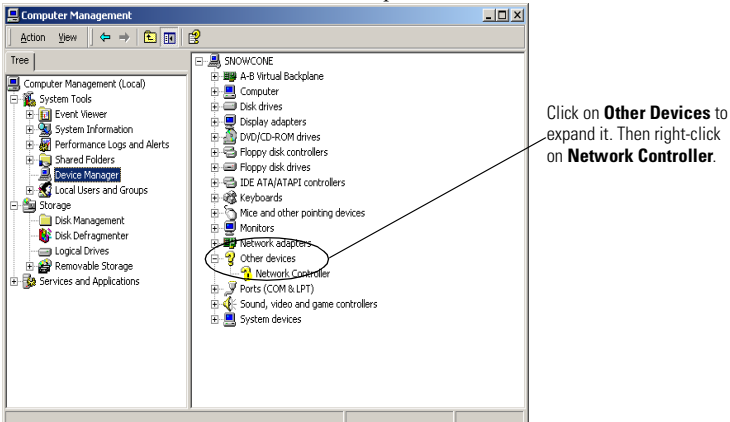 Computer Management
Action View
Tree
Computer Management (Local)
System Tools
Event Viewer
System Information
Performance Logs and Alerts
Shared Folders
Device Manager
Local Users and Groups
Storage
Disk Management
Disk Defragmenter
Logical Drives
Removable Storage
Services and Applications
SNOWCONE
A-B Virtual Backplane
Computer
Disk drives
Display adapters
DVD/CD-ROM drives
Floppy disk controllers
Floppy disk drives
IDE ATA/ATAPI controllers
Keyboards
Mice and other pointing devices
Monitors
Network adapters
Other devices
Network Controller
Ports (COM & LPT)
Sound, video and game controllers
System devices
Click on Other Devices to
expand it. Then right-click
on Network Controller.